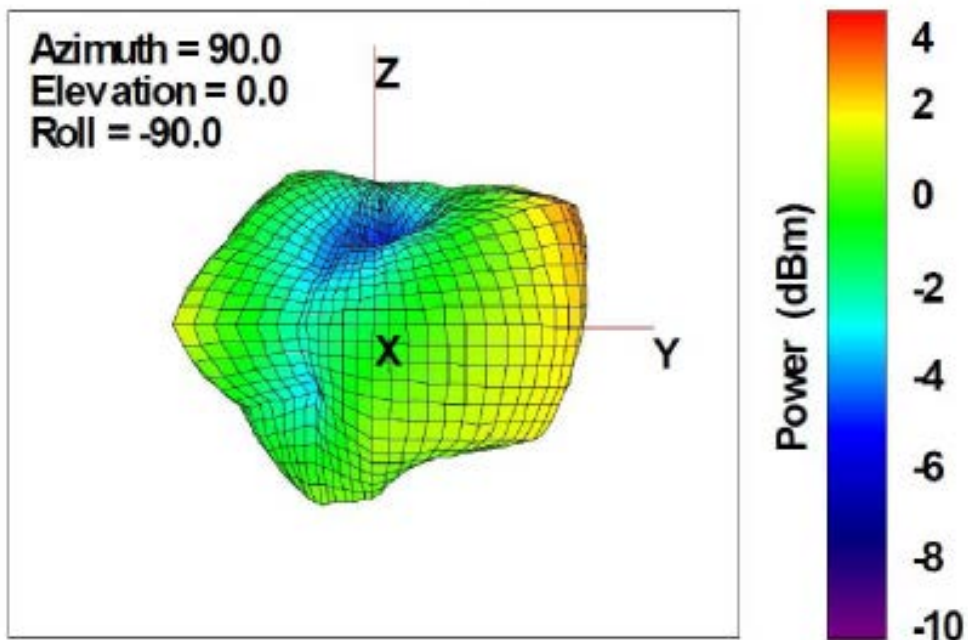 Azimuth = 90.0
Elevation = 0.0
Roll = -90.0
Z
X
Y
Power (dBm)
4
2
0
-2
-4
-6
-8
-10